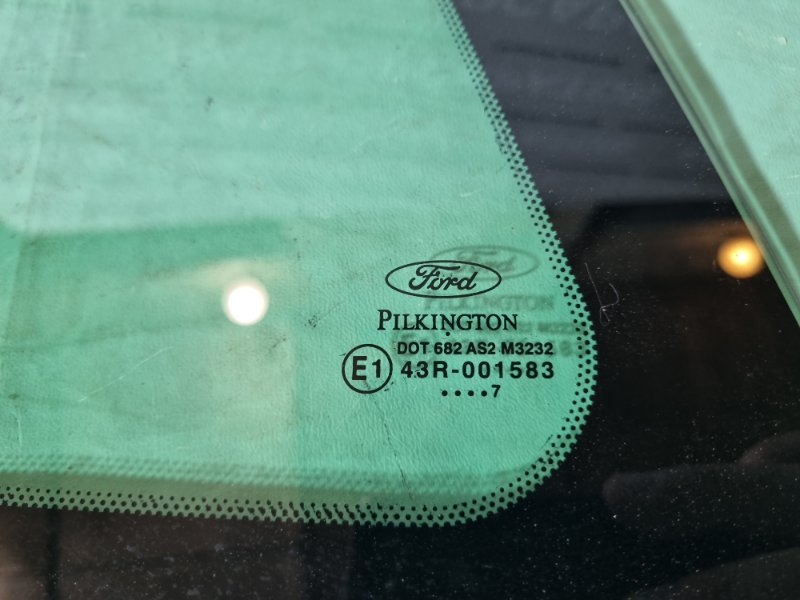 Ford
PILKINGTON
DOT 682 AS2 M3232
E1 43R-001583
....7